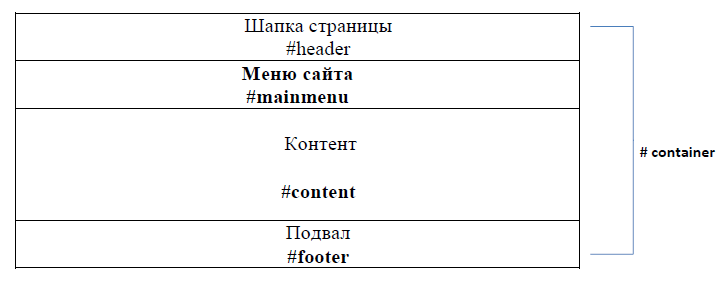 Шапка страницы
#header
Меню сайта
#mainmenu
Контент
#content
# container
Подвал
#footer